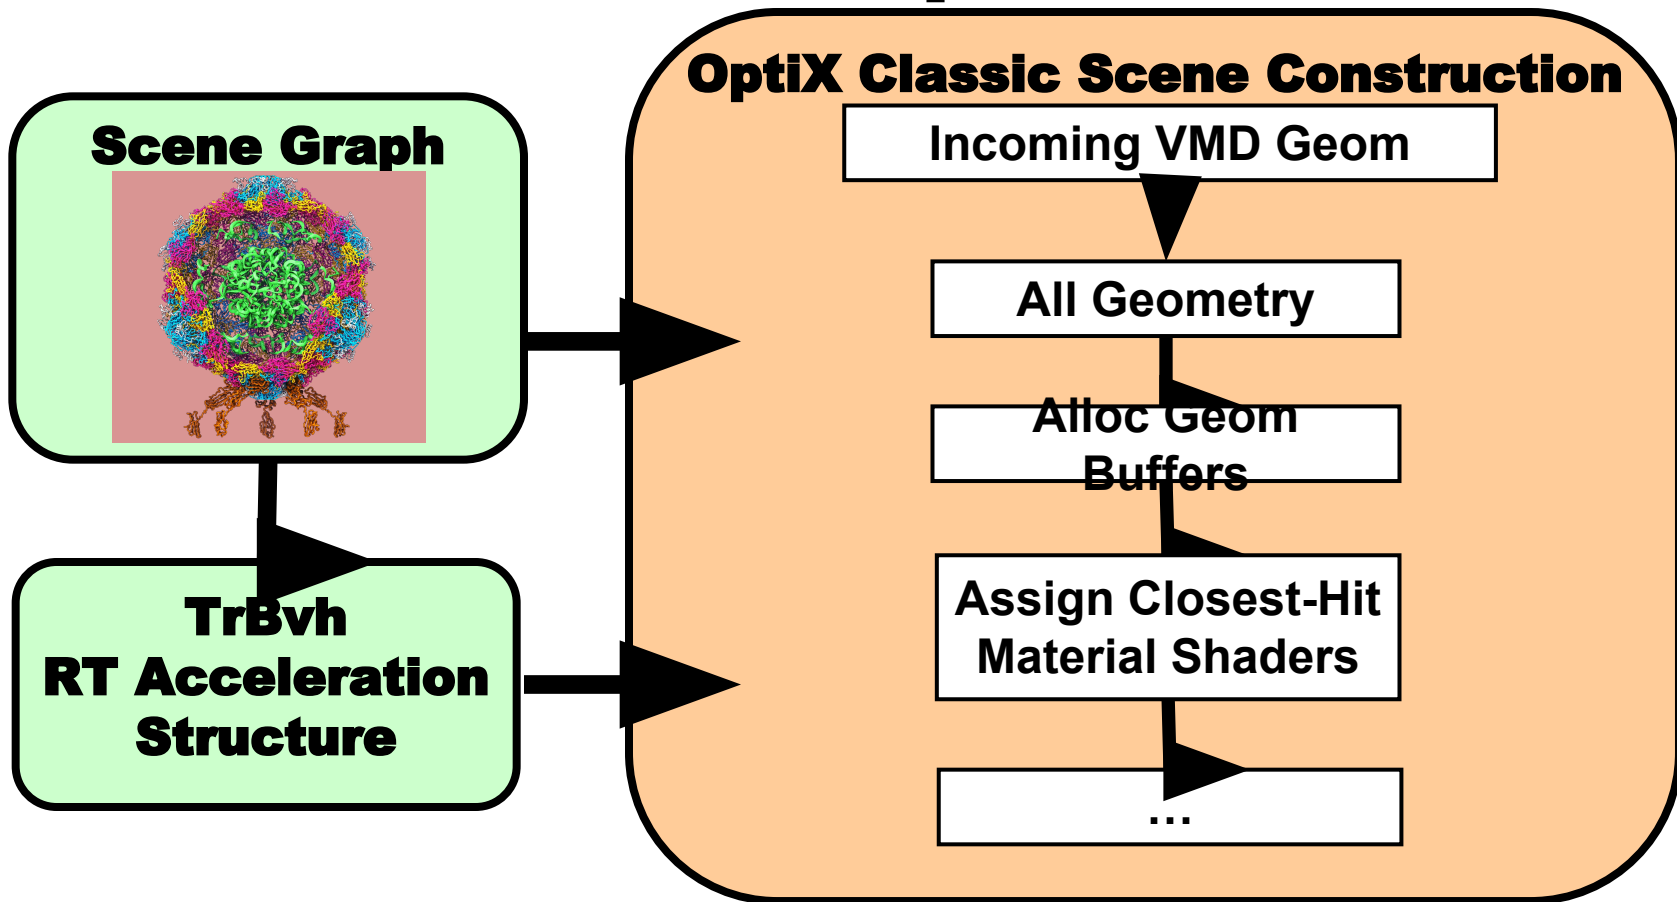 OptiX Classic Scene Construction
Scene Graph
Incoming VMD Geom
All Geometry
Alloc Geom
Buffers
TrBvh
RT Acceleration
Structure
Assign Closest-Hit
Material Shaders
...